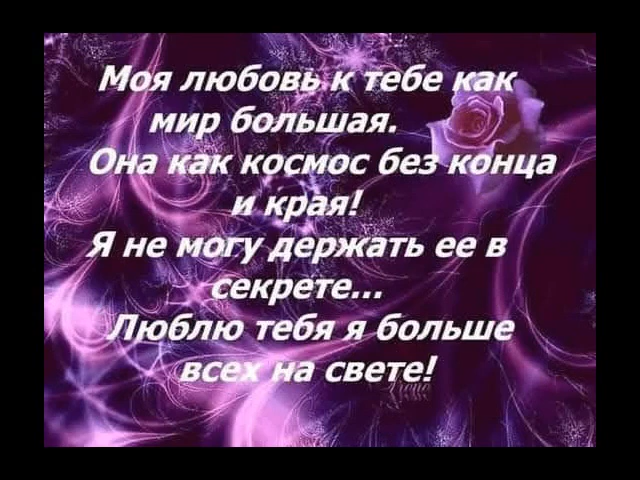 Моя любовь к тебе как
мир большая.
Она как космос без конца
и края!
Я не могу держать ее в
секрете...
Люблю тебя я больше
всех на свете!